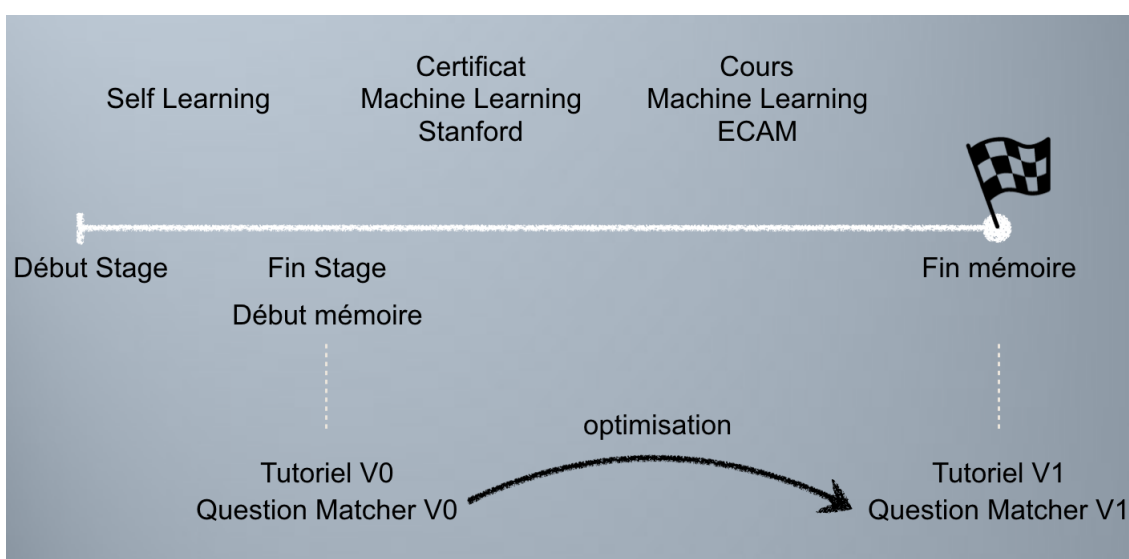 Self Learning
Certificat
Machine Learning
Stanford
Cours
Machine Learning
ECAM
Début Stage
Fin Stage
Début mémoire
Fin mémoire
optimisation
Tutoriel V0
Question Matcher V0
Tutoriel V1
Question Matcher V1